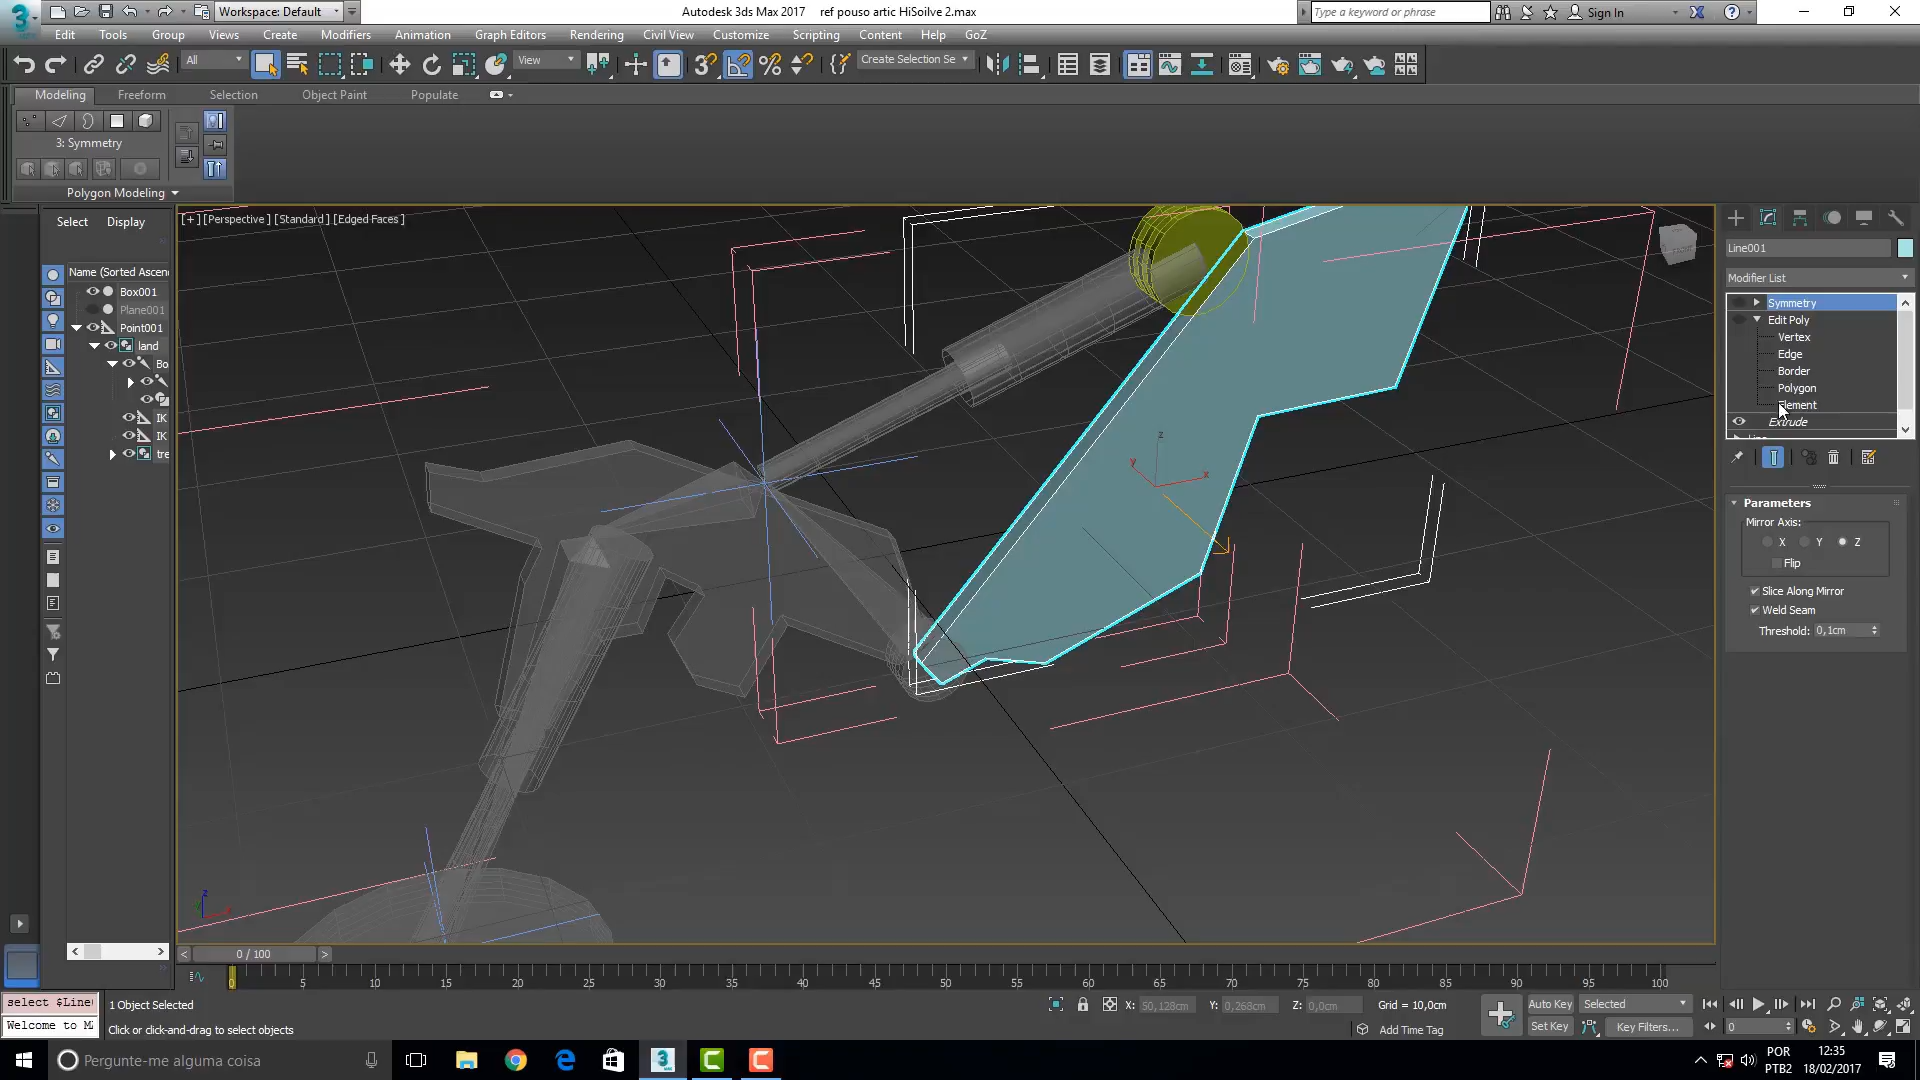 Workspace: Default
Autodesk 3ds Max 2017    ref pouso artic HiSoilve 2.max
Type a keyword or phrase
Sign In
Edit Tools Group Views Create Modifiers Animation Graph Editors Rendering Civil View Customize Scripting Content Help GoZ
All
View
Create Selection Se
Modeling Freeform Selection Object Paint Populate
3: Symmetry
Polygon Modeling
Select Display
[+] [Perspective ] [Standard ] [Edged Faces ]
Name (Sorted Ascen
Box001
Plane001
Point001
land
Bo
IK
IK
tre
Line001
Modifier List
Symmetry
Edit Poly
Vertex
Edge
Border
Polygon
Element
Extrude
Parameters
Mirror Axis:
X Y Z
Flip
Slice Along Mirror
Weld Seam
Threshold: 0,1cm
z
y
x
0 / 100
0 5 10 15 20 25 30 35 40 45 50 55 60 65 70 75 80 85 90 95 100
select $Line
Welcome to M
1 Object Selected
Click or click-and-drag to select objects
X: 50,128cm Y: 0,268cm Z: 0,0cm Grid = 10,0cm
Add Time Tag
Auto Key Selected
Set Key Key Filters...
0
Pergunte-me alguma coisa
POR
PTB2
12:35
18/02/2017